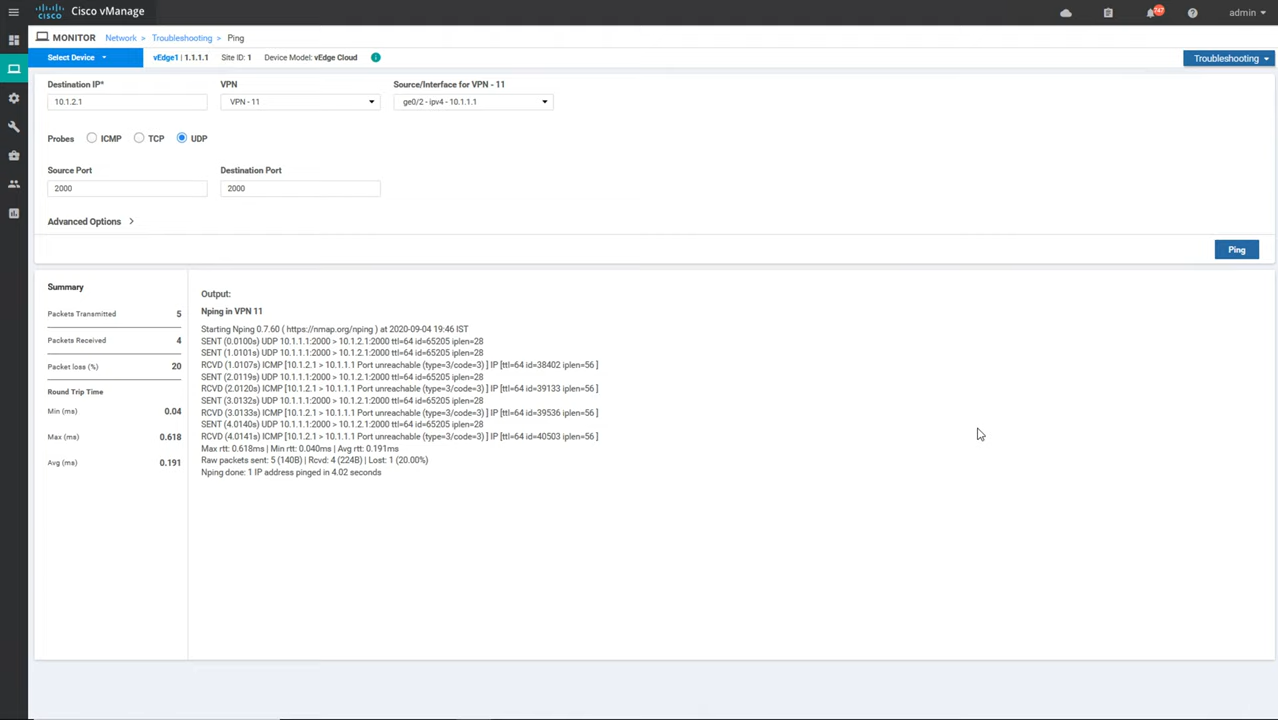 CISCO Cisco vManage
747
admin
MONITOR Network > Troubleshooting > Ping
Select Device vEdge1 | 1.1.1.1 Site ID: 1 Device Model: vEdge Cloud
Troubleshooting
Destination IP* VPN Source/Interface for VPN - 11
10.1.2.1 VPN - 11 ge0/2 - ipv4 - 10.1.1.1
Probes ICMP TCP UDP
Source Port Destination Port
2000 2000
Advanced Options
Ping
Summary
Packets Transmitted 5
Packets Received 4
Packet loss (%) 20
Round Trip Time
Min (ms) 0.04
Max (ms) 0.618
Avg (ms) 0.191
Output:
Nping in VPN 11
Starting Nping 0.7.60 ( https://nmap.org/nping ) at 2020-09-04 19:46 IST
SENT (0.0100s) UDP 10.1.1.1:2000 > 10.1.2.1:2000 ttl=64 id=65205 iplen=28
SENT (1.0101s) UDP 10.1.1.1:2000 > 10.1.2.1:2000 ttl=64 id=65205 iplen=28
RCVD (1.0107s) ICMP [10.1.2.1 > 10.1.1.1 Port unreachable (type=3/code=3) ] IP [ttl=64 id=38402 iplen=56 ]
SENT (2.0119s) UDP 10.1.1.1:2000 > 10.1.2.1:2000 ttl=64 id=65205 iplen=28
RCVD (2.0120s) ICMP [10.1.2.1 > 10.1.1.1 Port unreachable (type=3/code=3) ] IP [ttl=64 id=39133 iplen=56 ]
SENT (3.0132s) UDP 10.1.1.1:2000 > 10.1.2.1:2000 ttl=64 id=65205 iplen=28
RCVD (3.0133s) ICMP [10.1.2.1 > 10.1.1.1 Port unreachable (type=3/code=3) ] IP [ttl=64 id=39536 iplen=56 ]
SENT (4.0140s) UDP 10.1.1.1:2000 > 10.1.2.1:2000 ttl=64 id=65205 iplen=28
RCVD (4.0141s) ICMP [10.1.2.1 > 10.1.1.1 Port unreachable (type=3/code=3) ] IP [ttl=64 id=40503 iplen=56 ]
Max rtt: 0.618ms | Min rtt: 0.040ms | Avg rtt: 0.191ms
Raw packets sent: 5 (140B) | Rcvd: 4 (224B) | Lost: 1 (20.00%)
Nping done: 1 IP address pinged in 4.02 seconds